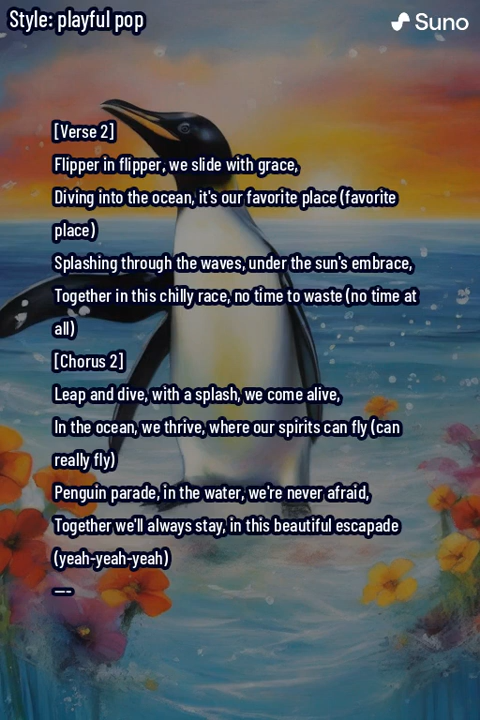 Style: playful pop
Suno
[Verse 2]
Flipper in flipper, we slide with grace,
Diving into the ocean, it's our favorite place (favorite
place)
Splashing through the waves, under the sun's embrace,
Together in this chilly race, no time to waste (no time at
all)
[Chorus 2]
Leap and dive, with a splash, we come alive,
In the ocean, we thrive, where our spirits can fly (can
really fly)
Penguin parade, in the water, we're never afraid,
Together we'll always stay, in this beautiful escapade
(yeah-yeah-yeah)
---